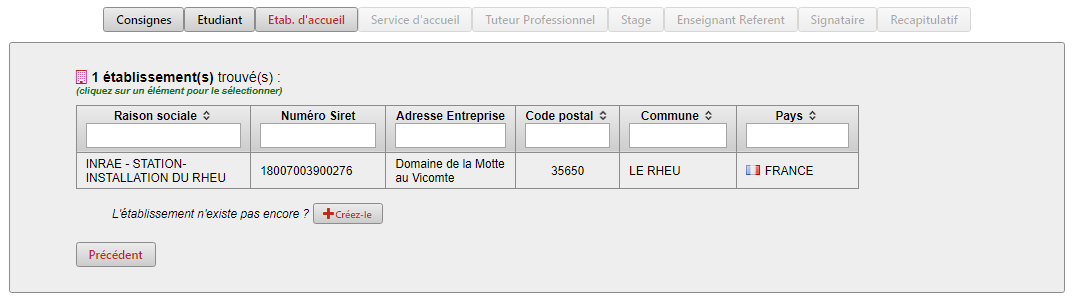 Consignes Etudiant Etab. d'accueil Service d'accueil Tuteur Professionnel Stage Enseignant Referent Signataire Recapitulatif
1 établissement(s) trouvé(s) :
(cliquez sur un élément pour le sélectionner)
Raison sociale Numéro Siret Adresse Entreprise Code postal Commune Pays
INRAE - STATION-INSTALLATION DU RHEU 18007003900276 Domaine de la Motte au Vicomte 35650 LE RHEU FRANCE
L'établissement n'existe pas encore ? Créez-le
Précédent